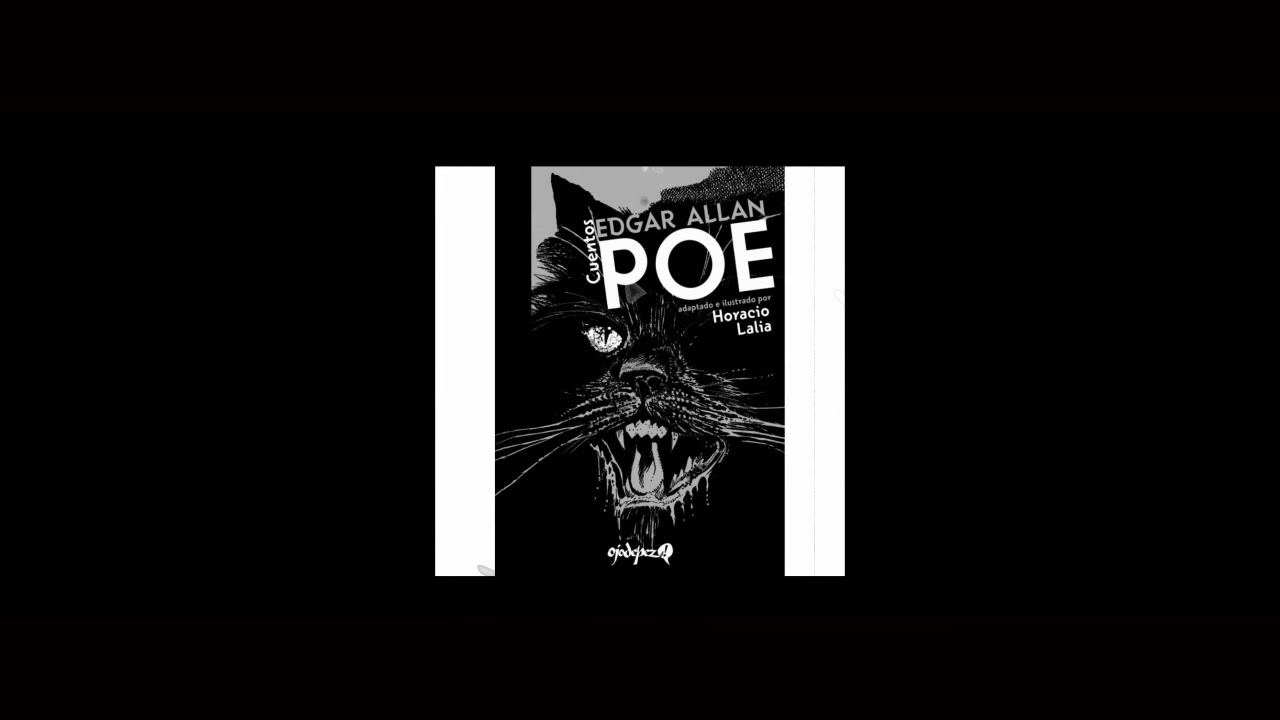 Cuentos
EDGAR ALLAN
POE
adaptado e ilustrado por
Horacio
Lalia
ojodepez